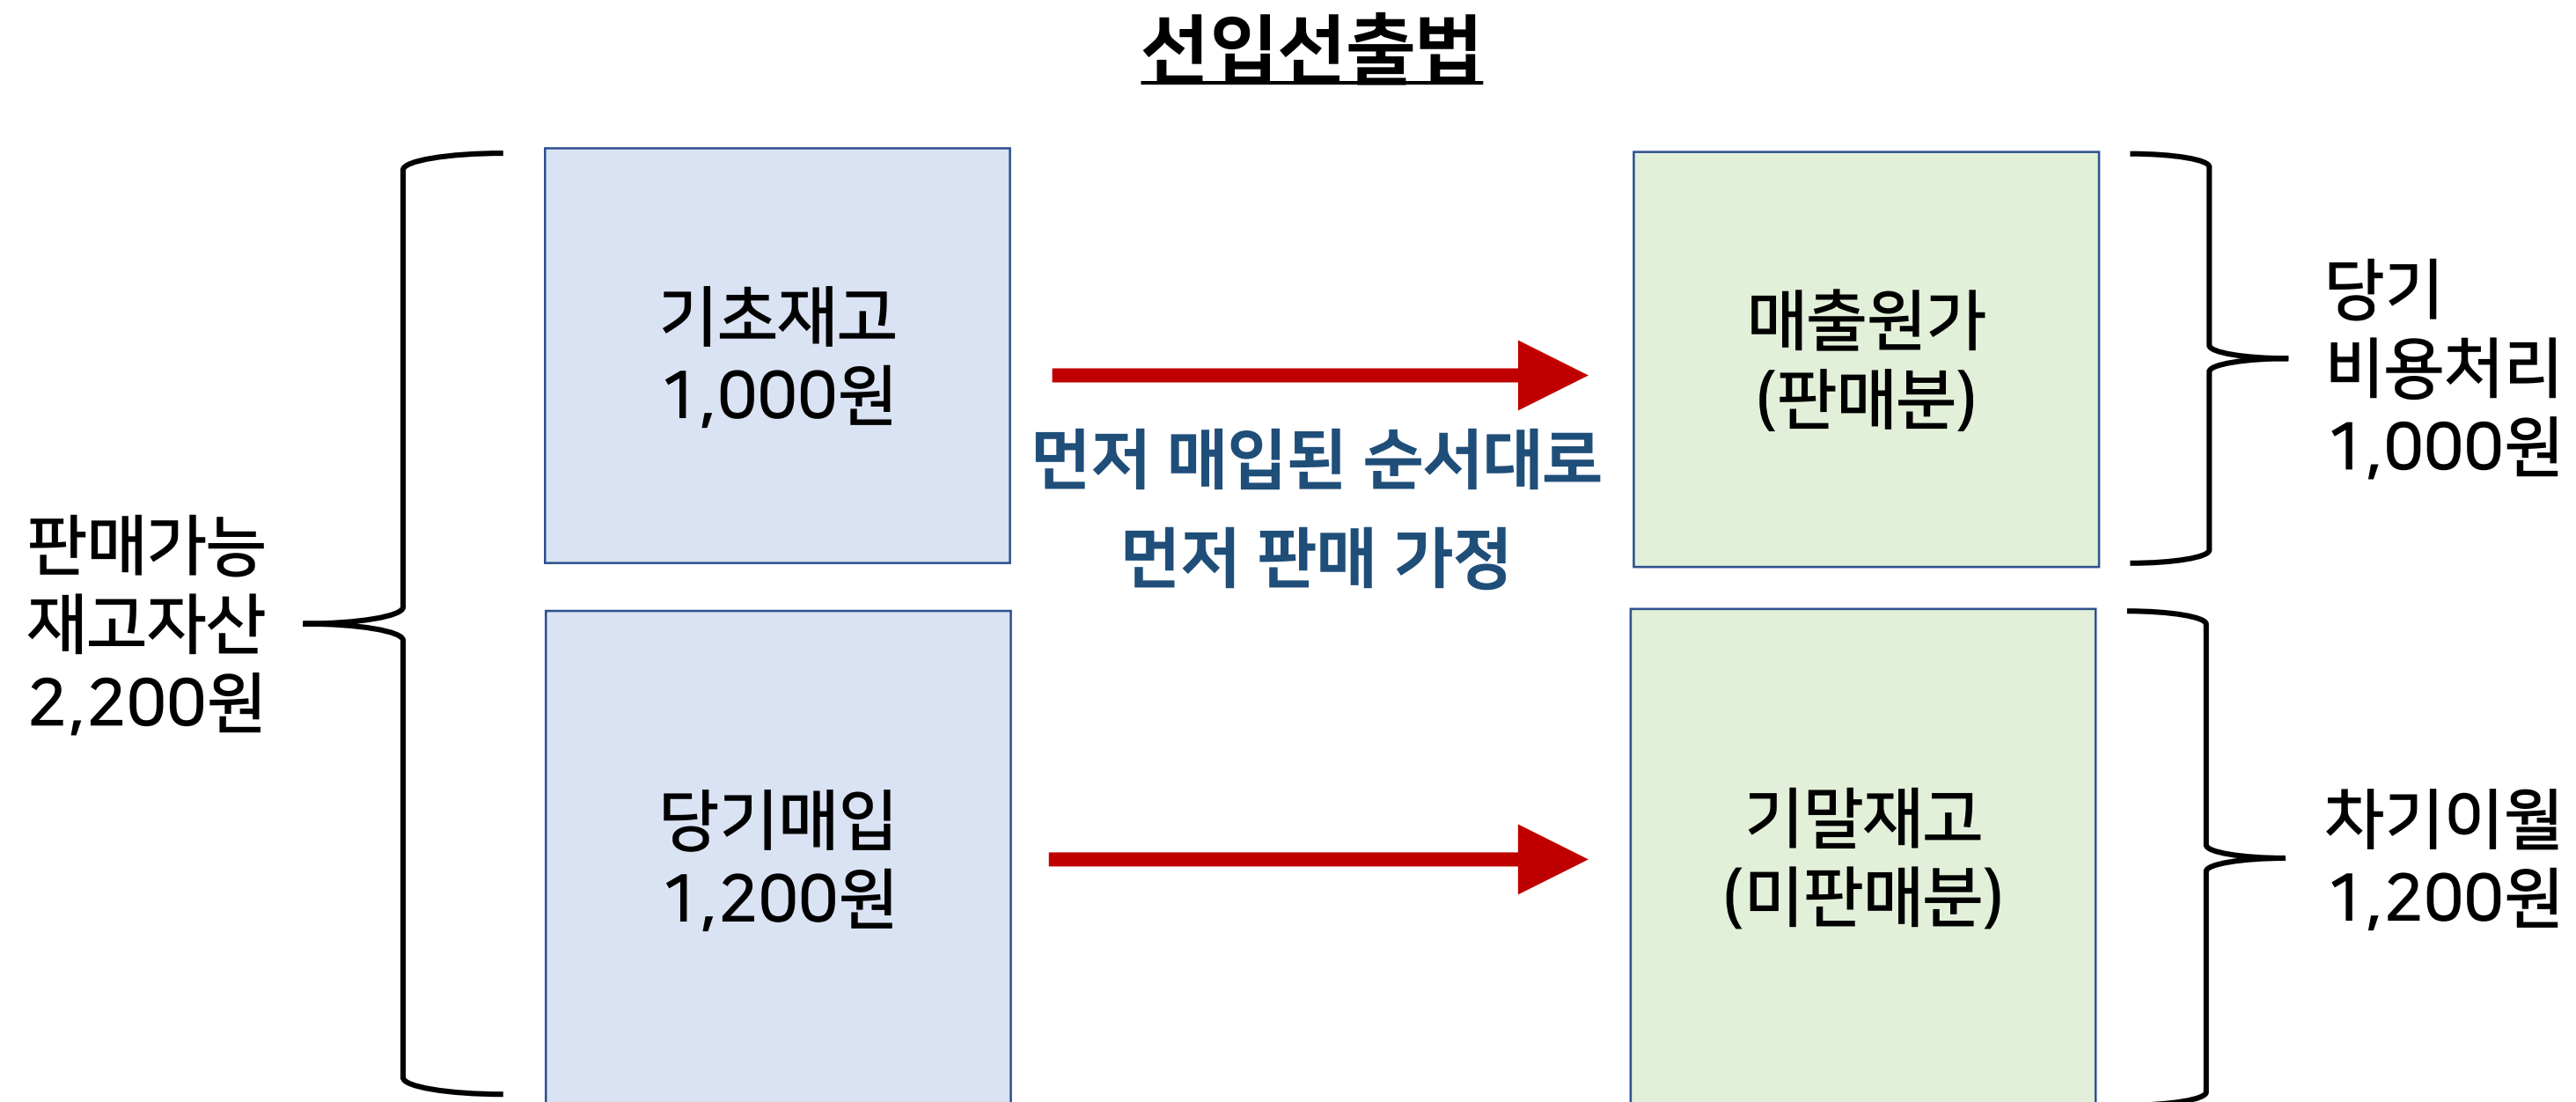 선입선출법
판매가능
재고자산
2,200원
기초재고
1,000원
당기매입
1,200원
먼저 매입된 순서대로
먼저 판매 가정
매출원가
(판매분)
기말재고
(미판매분)
당기
비용처리
1,000원
차기이월
1,200원